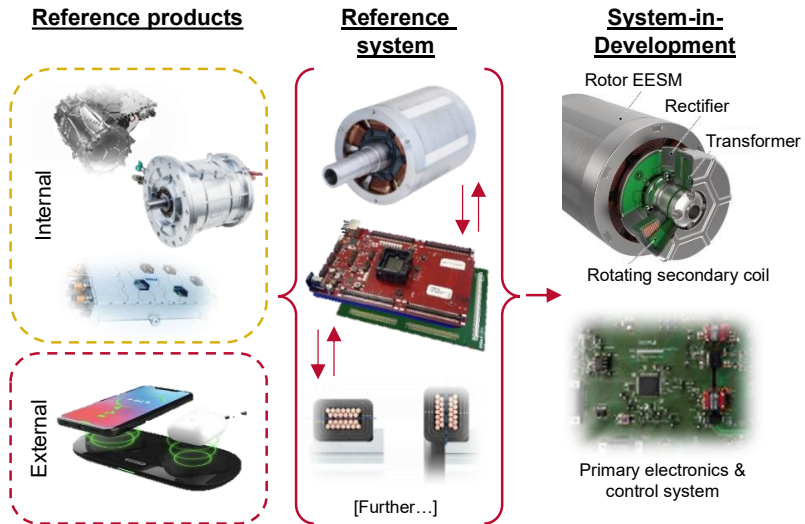 Reference products
Reference
system
System-in-
Development
Internal
External
[Further…]
Rotor EESM
Rectifier
Transformer
Rotating secondary coil
Primary electronics &
control system